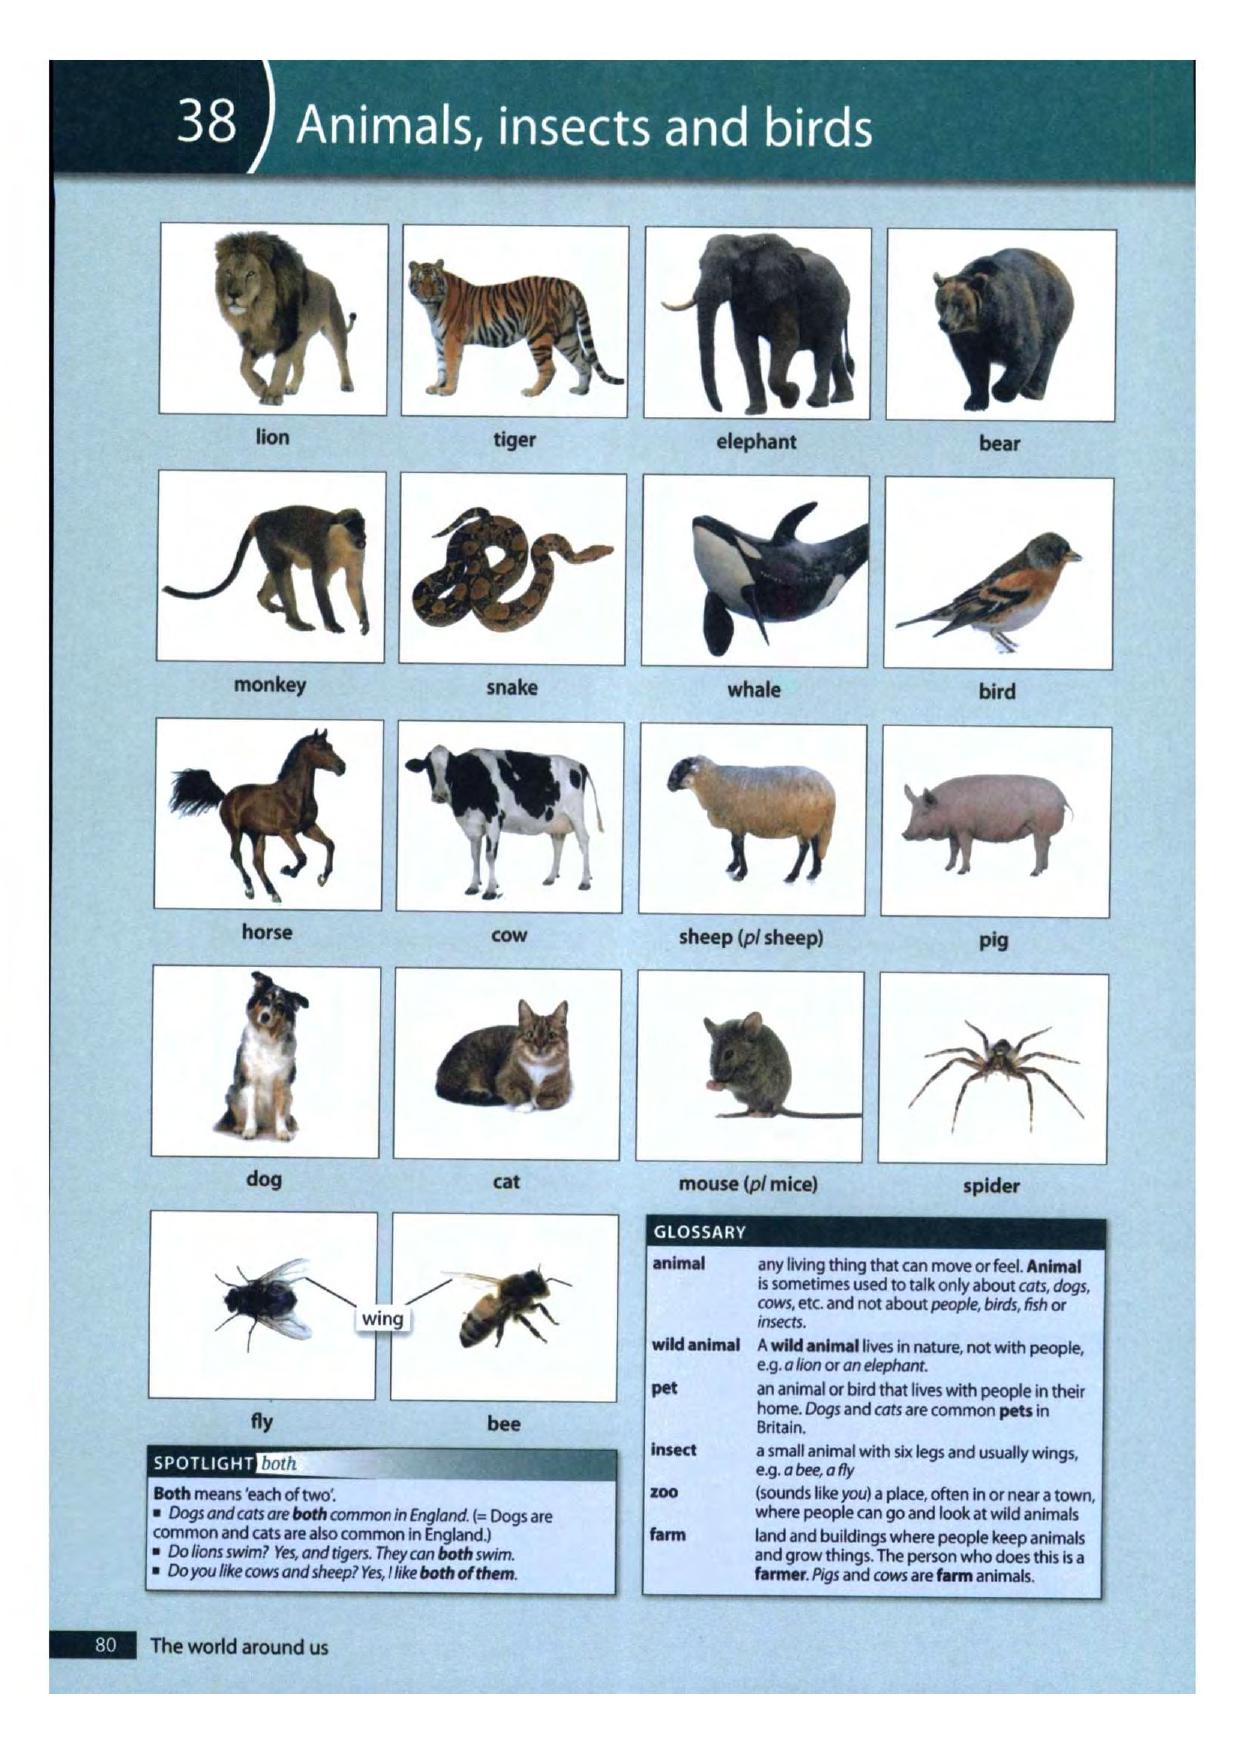 38 Animals, insects and birds
lion tiger elephant bear
monkey snake whale bird
horse cow sheep (pl sheep) pig
dog cat mouse (pl mice) spider
wing
fly bee
SPOTLIGHT both
Both means 'each of two'.
▪ Dogs and cats are both common in England. (= Dogs are
common and cats are also common in England.)
▪ Do lions swim? Yes, and tigers. They can both swim.
▪ Do you like cows and sheep? Yes, I like both of them.
GLOSSARY
animal any living thing that can move or feel. Animal
is sometimes used to talk only about cats, dogs,
cows, etc. and not about people, birds, fish or
insects.
wild animal A wild animal lives in nature, not with people,
e.g. a lion or an elephant.
pet an animal or bird that lives with people in their
home. Dogs and cats are common pets in
Britain.
insect a small animal with six legs and usually wings,
e.g. a bee, a fly
zoo (sounds like you) a place, often in or near a town,
where people can go and look at wild animals
farm land and buildings where people keep animals
and grow things. The person who does this is a
farmer. Pigs and cows are farm animals.
80 The world around us